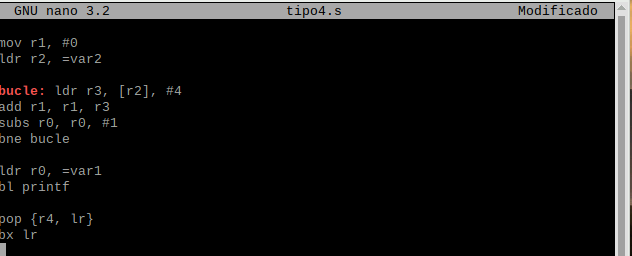 GNU nano 3.2 tipo4.s Modificado
mov r1, #0
ldr r2, =var2
bucle: ldr r3, [r2], #4
add r1, r1, r3
subs r0, r0, #1
bne bucle
ldr r0, =var1
bl printf
pop {r4, lr}
bx lr